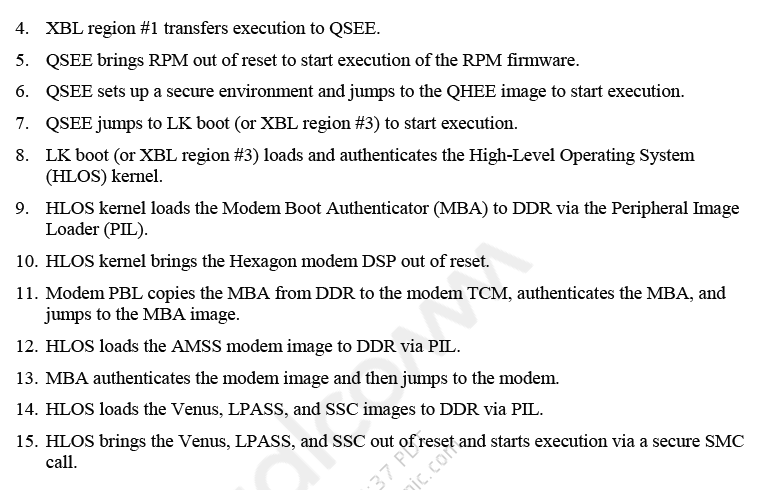 4. XBL region #1 transfers execution to QSEE.
5. QSEE brings RPM out of reset to start execution of the RPM firmware.
6. QSEE sets up a secure environment and jumps to the QHEE image to start execution.
7. QSEE jumps to LK boot (or XBL region #3) to start execution.
8. LK boot (or XBL region #3) loads and authenticates the High-Level Operating System
(HLOS) kernel.
9. HLOS kernel loads the Modem Boot Authenticator (MBA) to DDR via the Peripheral Image
Loader (PIL).
10. HLOS kernel brings the Hexagon modem DSP out of reset.
11. Modem PBL copies the MBA from DDR to the modem TCM, authenticates the MBA, and
jumps to the MBA image.
12. HLOS loads the AMSS modem image to DDR via PIL.
13. MBA authenticates the modem image and then jumps to the modem.
14. HLOS loads the Venus, LPASS, and SSC images to DDR via PIL.
15. HLOS brings the Venus, LPASS, and SSC out of reset and starts execution via a secure SMC
call.